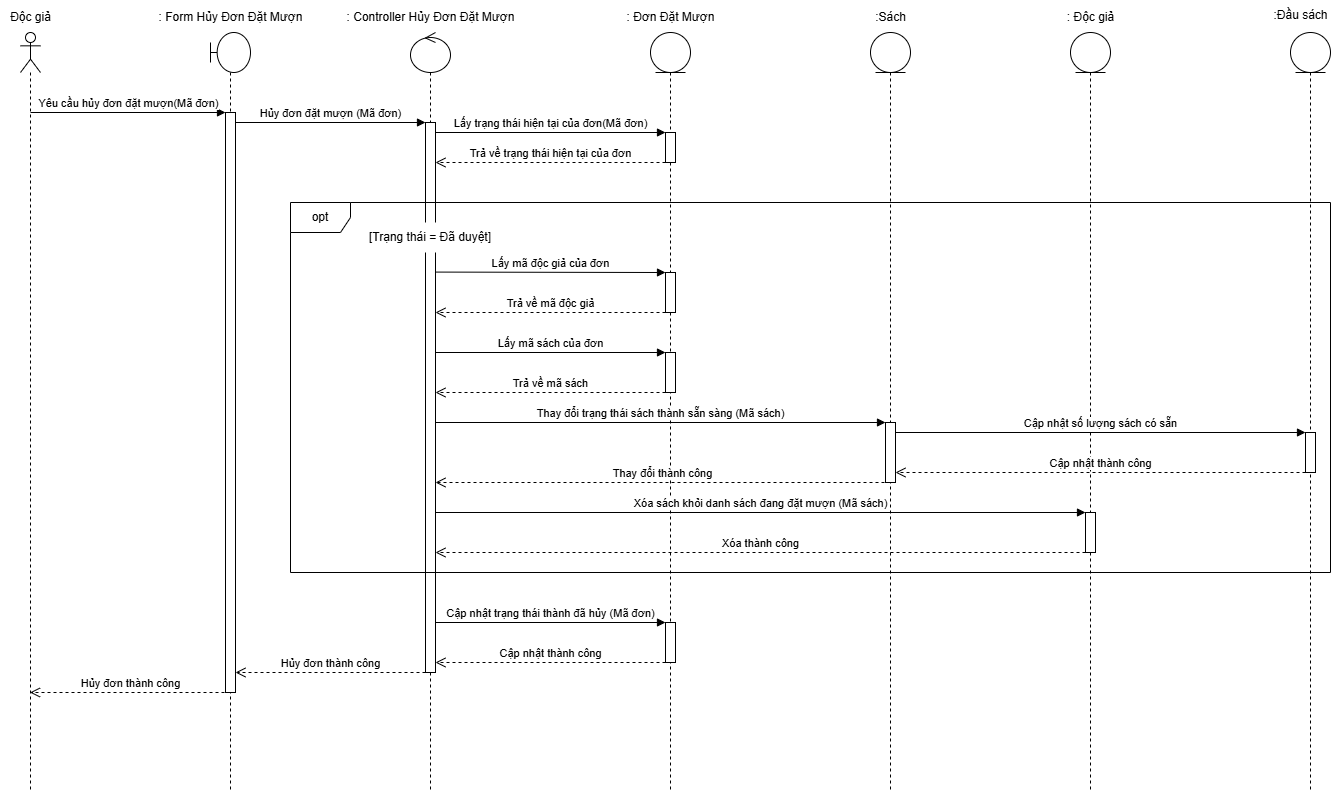 Độc giả
: Form Hủy Đơn Đặt Mượn
: Controller Hủy Đơn Đặt Mượn
: Đơn Đặt Mượn
:Sách
: Độc giả
:Đầu sách
Yêu cầu hủy đơn đặt mượn(Mã đơn)
Hủy đơn đặt mượn (Mã đơn)
Lấy trạng thái hiện tại của đơn(Mã đơn)
Trả về trạng thái hiện tại của đơn
opt
[Trạng thái = Đã duyệt]
Lấy mã độc giả của đơn
Trả về mã độc giả
Lấy mã sách của đơn
Trả về mã sách
Thay đổi trạng thái sách thành sẵn sàng (Mã sách)
Cập nhật số lượng sách có sẵn
Cập nhật thành công
Thay đổi thành công
Xóa sách khỏi danh sách đang đặt mượn (Mã sách)
Xóa thành công
Cập nhật trạng thái thành đã hủy (Mã đơn)
Cập nhật thành công
Hủy đơn thành công
Hủy đơn thành công